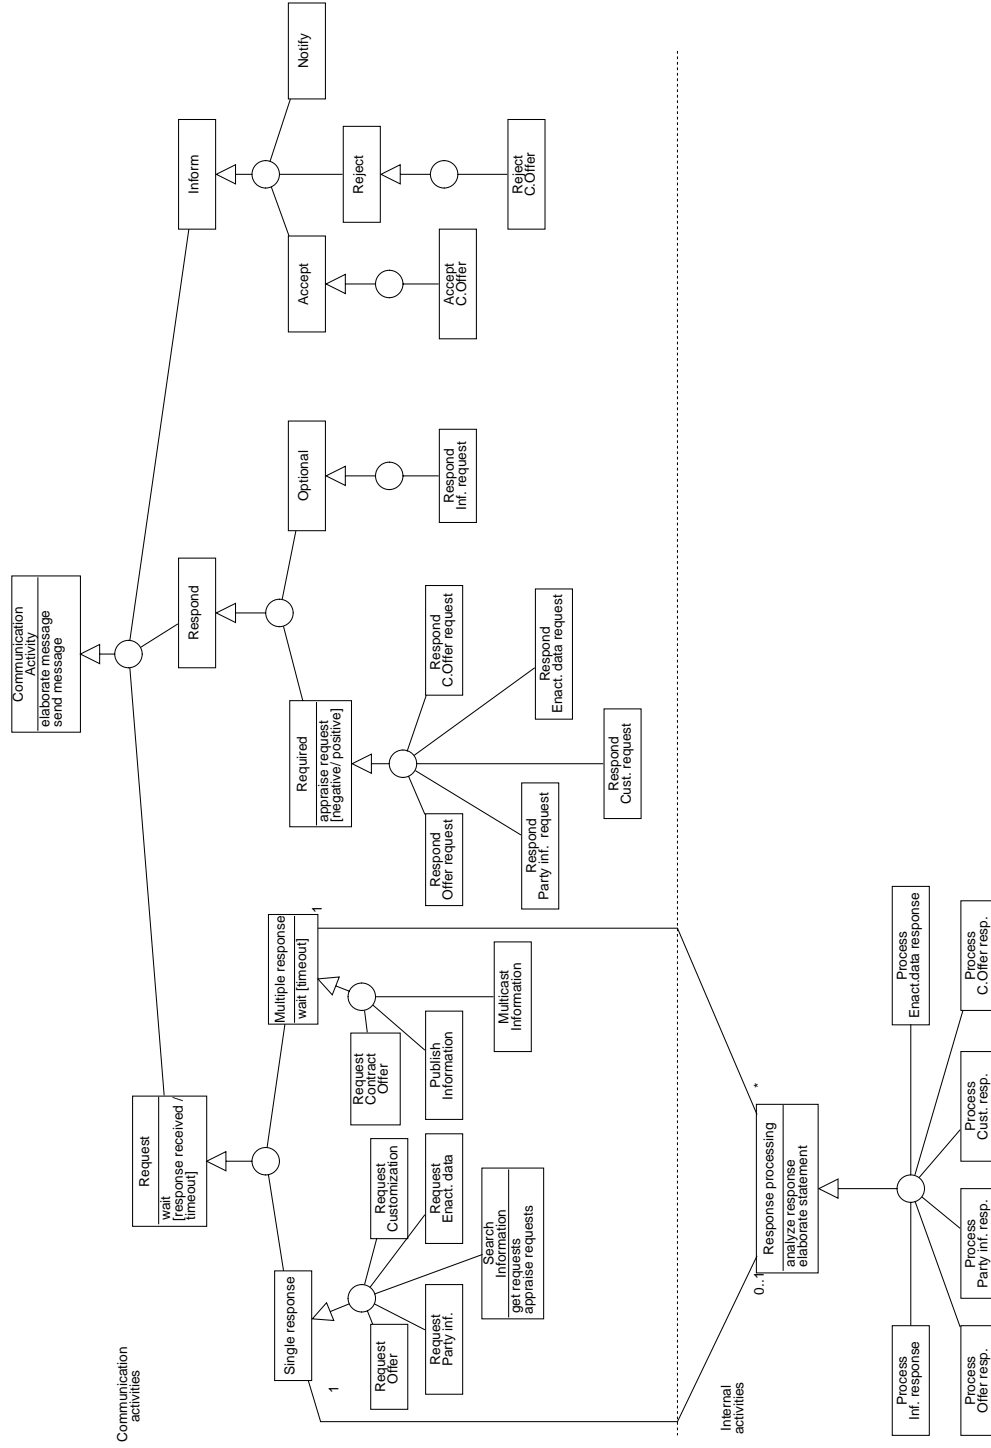 Communication
activities
Communication
Activity
elaborate message
send message
Request
wait
[response received /
timeout]
Respond
Inform
Single response
1
Multiple response
wait [timeout]
1
Required
appraise request
[negative/ positive]
Optional
Accept
Reject
Notify
Request
Offer
Request
Customization
Request
Party inf.
Request
Enact. data
Search
Information
get requests
appraise requests
Request
Contract
Offer
Publish
Information
Multicast
Information
Respond
Offer request
Respond
C.Offer request
Respond
Party inf.  request
Respond
Enact. data request
Respond
Cust. request
Respond
Inf. request
Accept
C.Offer
Reject
C.Offer
Internal
activities
0..1
*
Response processing
analyze response
elaborate statement
Process
Inf. response
Process
Enact.data response
Process
Offer resp.
Process
Party inf. resp.
Process
Cust. resp.
Process
C.Offer resp.